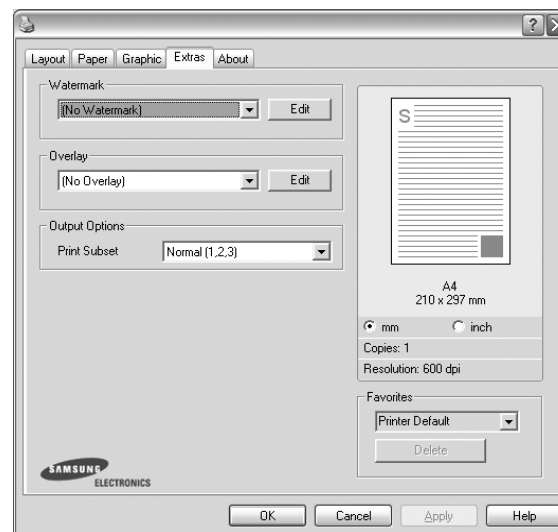 Layout Paper Graphic Extras About
Watermark
(No Watermark) Edit
Overlay
(No Overlay) Edit
Output Options
Print Subset Normal (1,2,3)
S
A4
210 x 297 mm
mm inch
Copies: 1
Resolution: 600 dpi
Favorites
Printer Default
Delete
SAMSUNG
ELECTRONICS
OK Cancel Apply Help